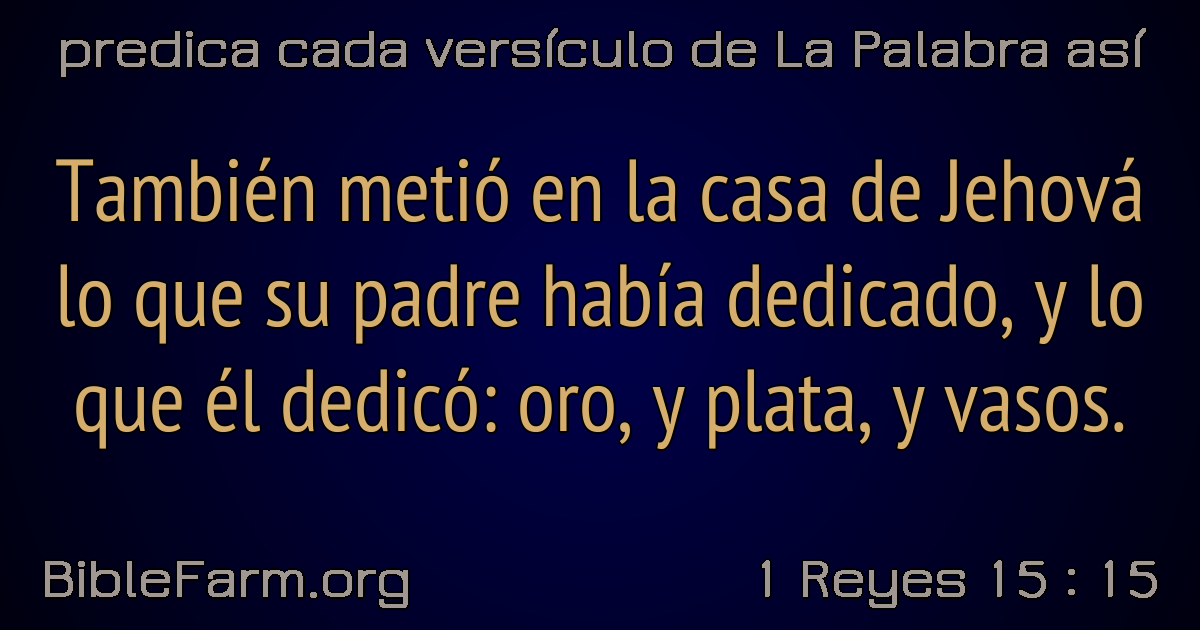 predica cada versículo de La Palabra así
También metió en la casa de Jehová
lo que su padre había dedicado, y lo
que él dedicó: oro, y plata, y vasos.
BibleFarm.org
1 Reyes 15 : 15